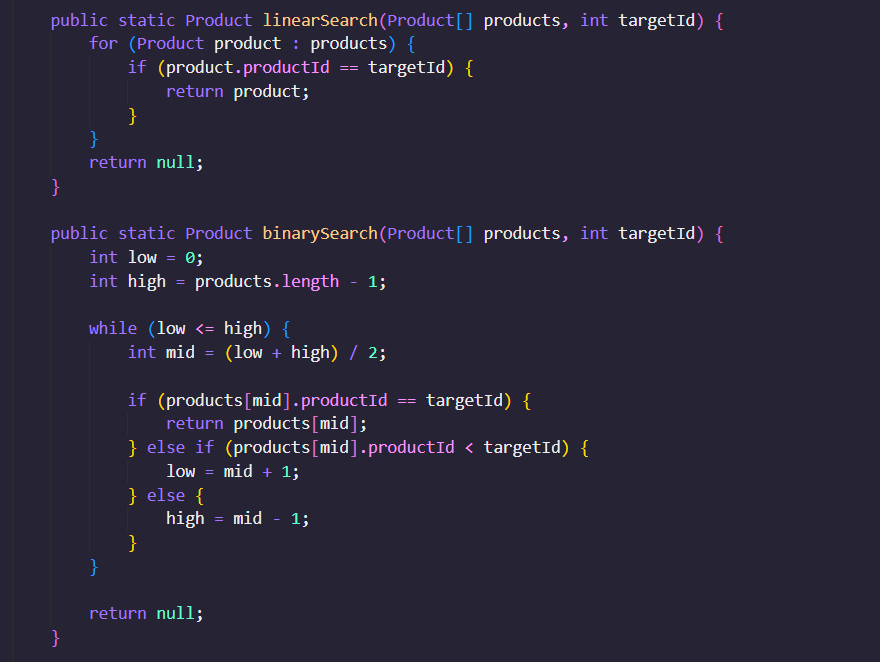 public static Product linearSearch(Product[] products, int targetId) {
    for (Product product : products) {
        if (product.productId == targetId) {
            return product;
        }
    }
    return null;
}

public static Product binarySearch(Product[] products, int targetId) {
    int low = 0;
    int high = products.length - 1;

    while (low <= high) {
        int mid = (low + high) / 2;

        if (products[mid].productId == targetId) {
            return products[mid];
        } else if (products[mid].productId < targetId) {
            low = mid + 1;
        } else {
            high = mid - 1;
        }
    }

    return null;
}